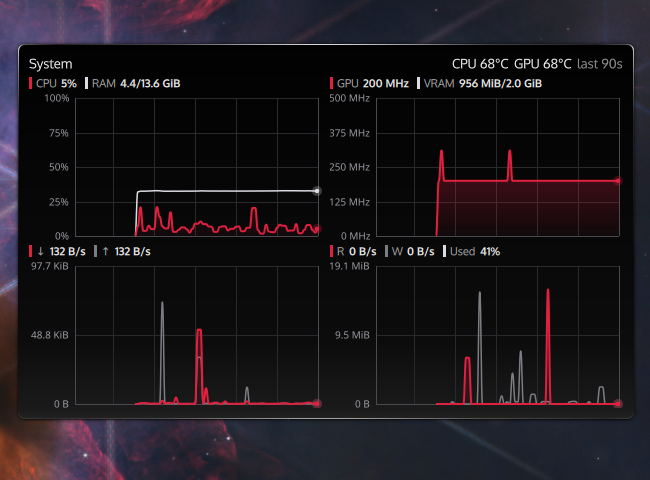 System CPU 68°C GPU 68°C last 90s
CPU 5% RAM 4.4/13.6 GiB
100%
75%
50%
25%
0%
GPU 200 MHz VRAM 956 MiB/2.0 GiB
500 MHz
375 MHz
250 MHz
125 MHz
0 MHz
↓ 132 B/s ↑ 132 B/s
97.7 KiB
48.8 KiB
0 B
R 0 B/s W 0 B/s Used 41%
19.1 MiB
9.5 MiB
0 B